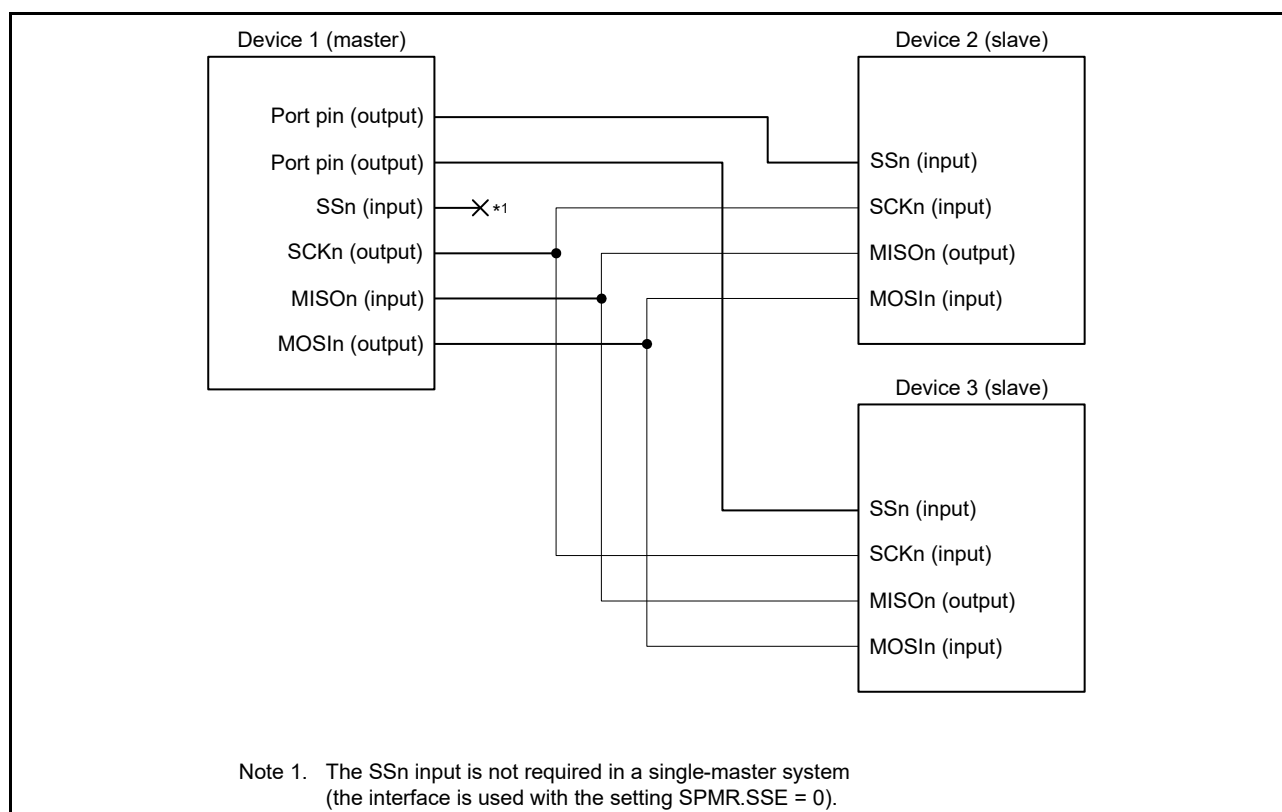 Device 1 (master)
Port pin (output)
Port pin (output)
SSn (input)
*1
SCKn (output)
MISOn (input)
MOSIn (output)
Device 2 (slave)
SSn (input)
SCKn (input)
MISOn (output)
MOSIn (input)
Device 3 (slave)
SSn (input)
SCKn (input)
MISOn (output)
MOSIn (input)
Note 1. The SSn input is not required in a single-master system
(the interface is used with the setting SPMR.SSE = 0).